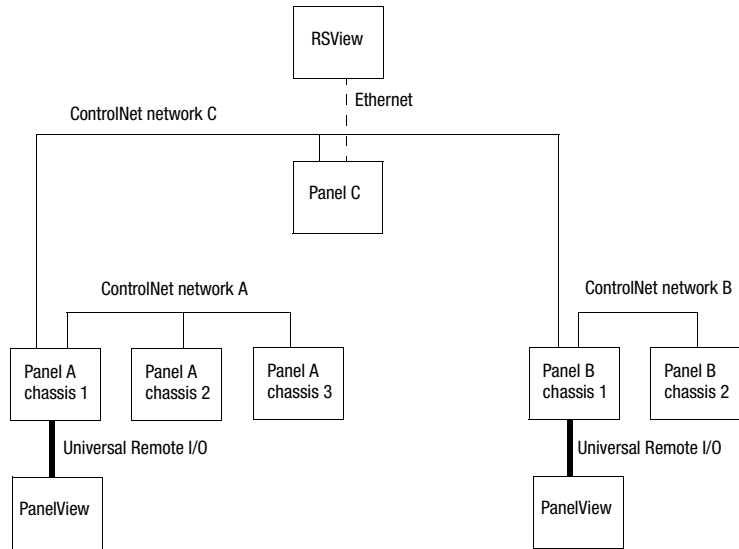 RSView
Ethernet
ControlNet network C
Panel C
ControlNet network A
ControlNet network B
Panel A
chassis 1
Panel A
chassis 2
Panel A
chassis 3
Panel B
chassis 1
Panel B
chassis 2
Universal Remote I/O
Universal Remote I/O
PanelView
PanelView